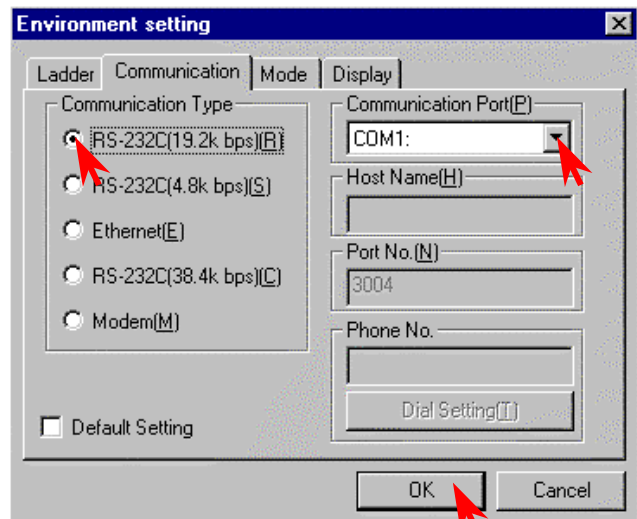 Environment setting
Ladder Communication Mode Display
Communication Type
RS-232C(19.2k bps)(R)
RS-232C(4.8k bps)(S)
Ethernet(E)
RS-232C(38.4k bps)(C)
Modem(M)
Default Setting
Communication Port(P)
COM1:
Host Name(H)
Port No.(N)
3004
Phone No.
Dial Setting(T)
OK Cancel